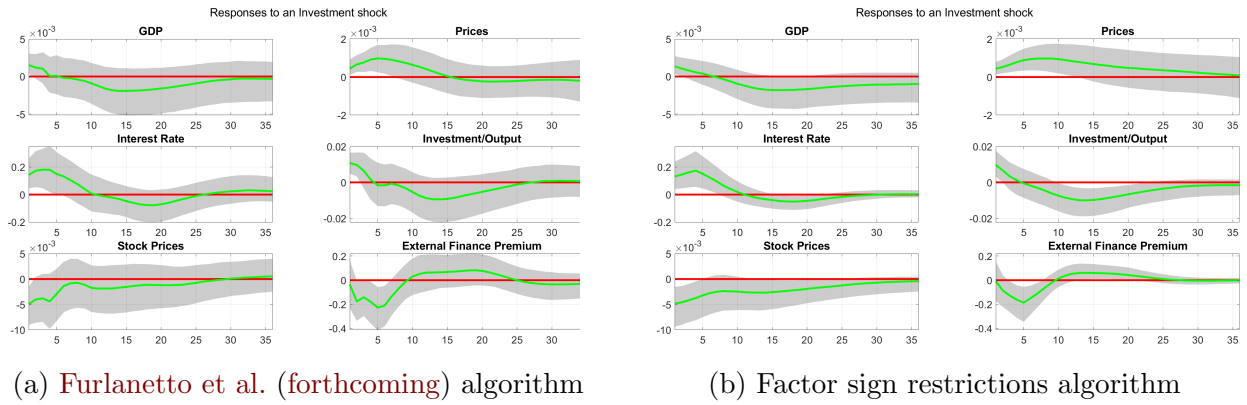 Responses to an Investment shock
GDP
Prices
×10⁻³
×10⁻³
5
0
-5
2
0
-2
5 10 15 20 25 30 35
5 10 15 20 25 30
Interest Rate
Investment/Output
0.2
0
-0.2
0.02
0
-0.02
5 10 15 20 25 30 35
5 10 15 20 25 30
Stock Prices
External Finance Premium
×10⁻³
5
0
-5
-10
0.2
0
-0.2
-0.4
5 10 15 20 25 30 35
5 10 15 20 25 30
(a) Furlanetto et al. (forthcoming) algorithm
Responses to an Investment shock
GDP
Prices
×10⁻³
×10⁻³
5
0
-5
2
0
-2
5 10 15 20 25 30 35
5 10 15 20 25 30 35
Interest Rate
Investment/Output
0.2
0
-0.2
0.02
0
-0.02
5 10 15 20 25 30 35
5 10 15 20 25 30 35
Stock Prices
External Finance Premium
×10⁻³
5
0
-5
-10
0.2
0
-0.2
-0.4
5 10 15 20 25 30 35
5 10 15 20 25 30 35
(b) Factor sign restrictions algorithm